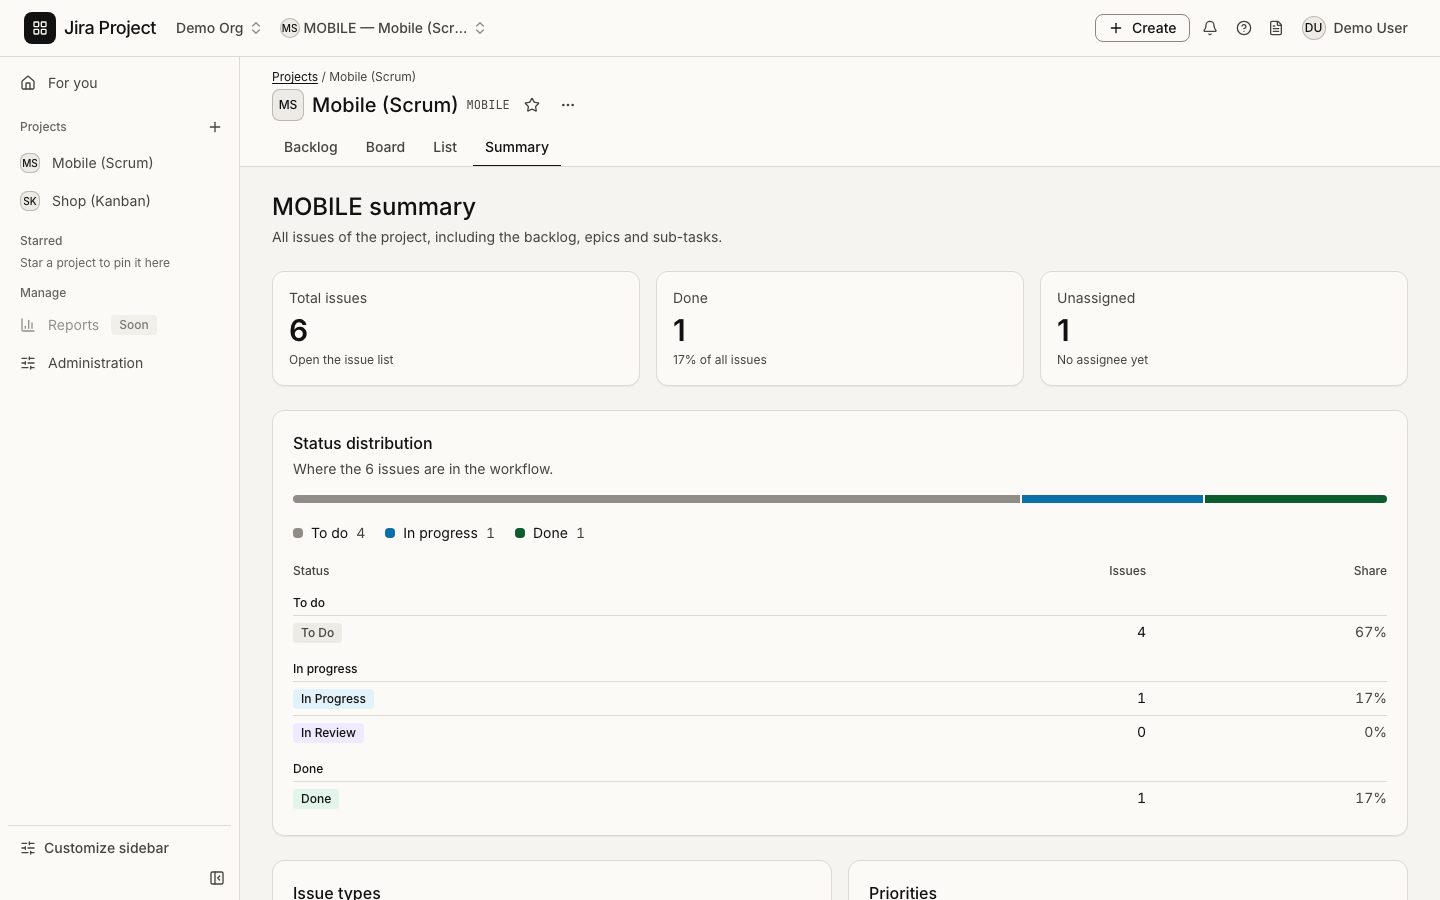 Jira Project
Demo Org
MS MOBILE — Mobile (Scr...
Create
DU Demo User
For you
Projects
MS Mobile (Scrum)
SK Shop (Kanban)
Starred
Star a project to pin it here
Manage
Reports Soon
Administration
Customize sidebar
Projects / Mobile (Scrum)
MS Mobile (Scrum) MOBILE
Backlog Board List Summary
MOBILE summary
All issues of the project, including the backlog, epics and sub-tasks.
Total issues
6
Open the issue list
Done
1
17% of all issues
Unassigned
1
No assignee yet
Status distribution
Where the 6 issues are in the workflow.
To do 4 In progress 1 Done 1
Status Issues Share
To do
To Do 4 67%
In progress
In Progress 1 17%
In Review 0 0%
Done
Done 1 17%
Issue types
Priorities